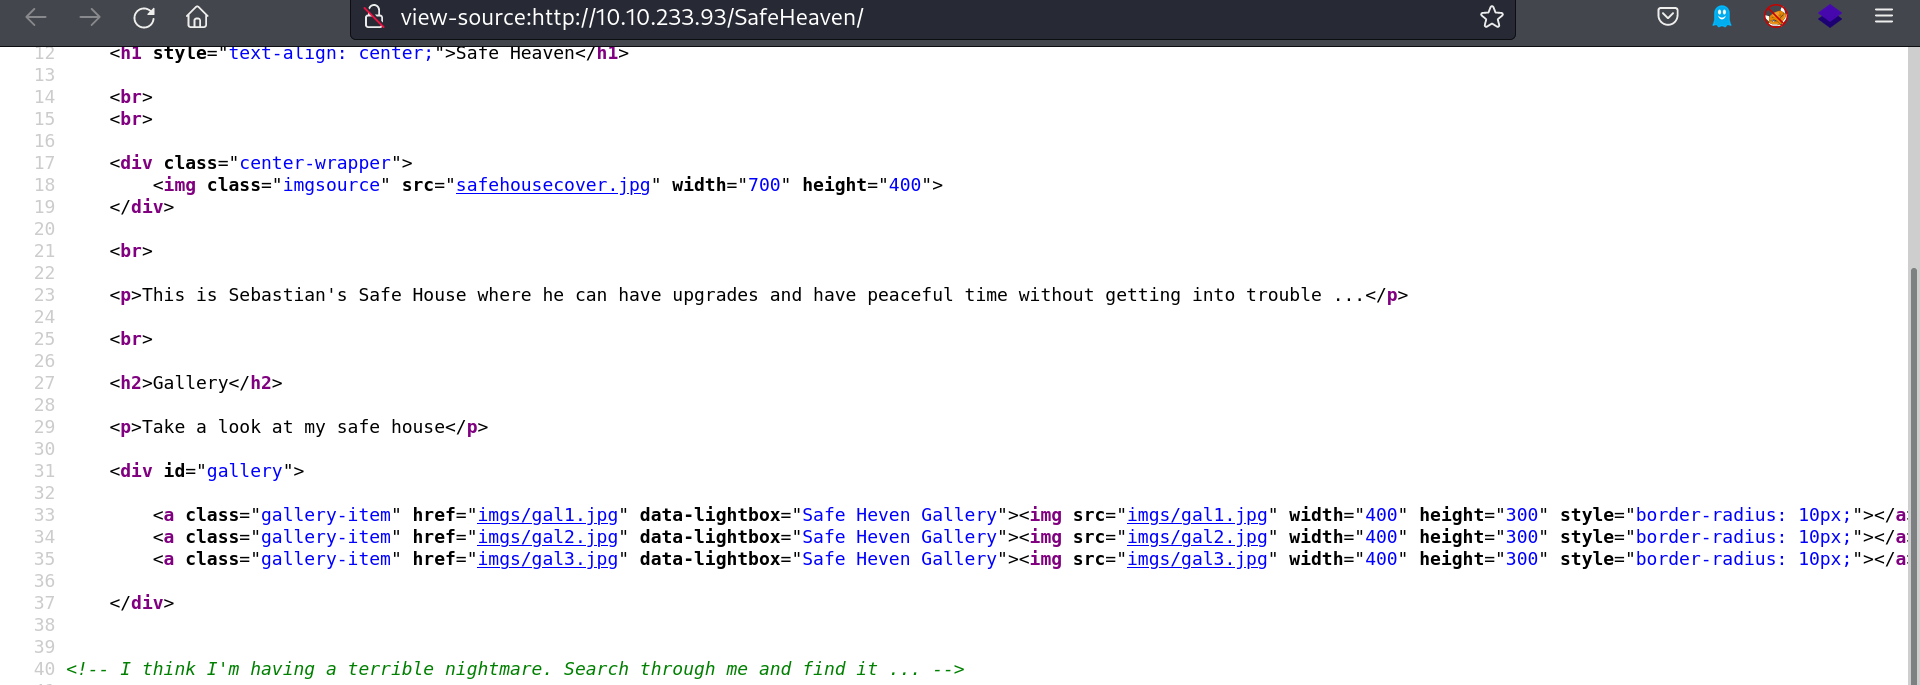 view-source:http://10.10.233.93/SafeHeaven/
12 <h1 style="text-align: center;">Safe Heaven</h1>
13
14 <br>
15 <br>
16
17 <div class="center-wrapper">
18 <img class="imgsource" src="safehousecover.jpg" width="700" height="400">
19 </div>
20
21 <br>
22
23 <p>This is Sebastian's Safe House where he can have upgrades and have peaceful time without getting into trouble ...</p>
24
25 <br>
26
27 <h2>Gallery</h2>
28
29 <p>Take a look at my safe house</p>
30
31 <div id="gallery">
32
33 <a class="gallery-item" href="imgs/gal1.jpg" data-lightbox="Safe Heven Gallery"><img src="imgs/gal1.jpg" width="400" height="300" style="border-radius: 10px;"></a
34 <a class="gallery-item" href="imgs/gal2.jpg" data-lightbox="Safe Heven Gallery"><img src="imgs/gal2.jpg" width="400" height="300" style="border-radius: 10px;"></a
35 <a class="gallery-item" href="imgs/gal3.jpg" data-lightbox="Safe Heven Gallery"><img src="imgs/gal3.jpg" width="400" height="300" style="border-radius: 10px;"></a
36
37 </div>
38
39
40 <!-- I think I'm having a terrible nightmare. Search through me and find it ... -->